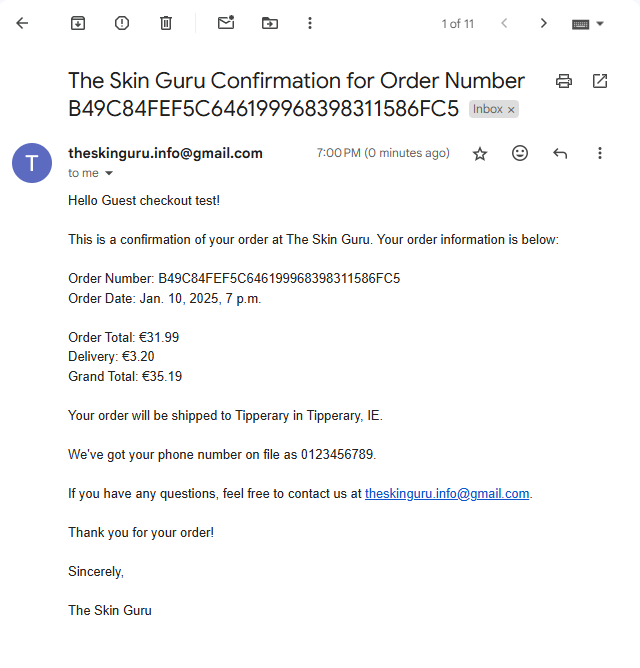 1 of 11
The Skin Guru Confirmation for Order Number
B49C84FEF5C646199968398311586FC5 Inbox ×
T
theskinguru.info@gmail.com 7:00 PM (0 minutes ago)
to me
Hello Guest checkout test!
This is a confirmation of your order at The Skin Guru. Your order information is below:
Order Number: B49C84FEF5C646199968398311586FC5
Order Date: Jan. 10, 2025, 7 p.m.
Order Total: €31.99
Delivery: €3.20
Grand Total: €35.19
Your order will be shipped to Tipperary in Tipperary, IE.
We've got your phone number on file as 0123456789.
If you have any questions, feel free to contact us at theskinguru.info@gmail.com.
Thank you for your order!
Sincerely,
The Skin Guru